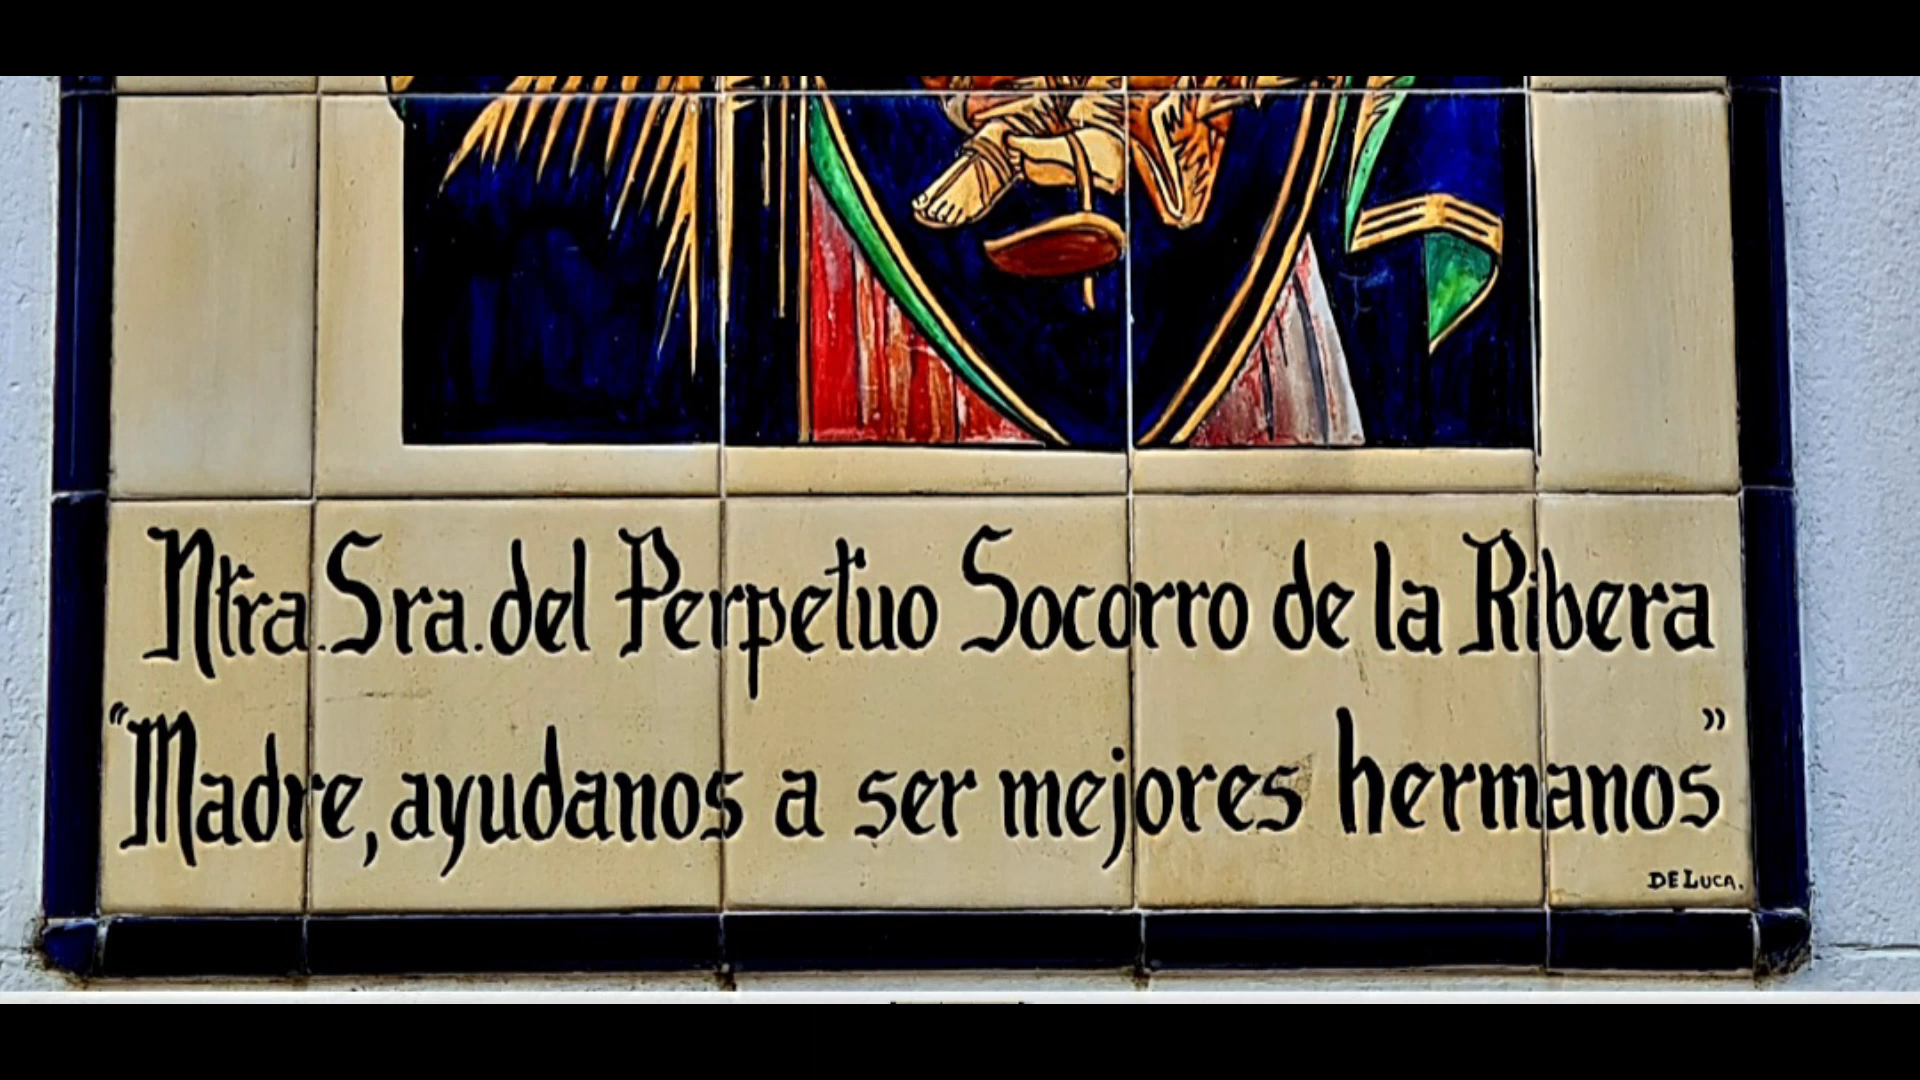 Ntra. Sra. del Perpetuo Socorro de la Ribera
"Madre, ayudanos a ser mejores hermanos"
DE LUCA.